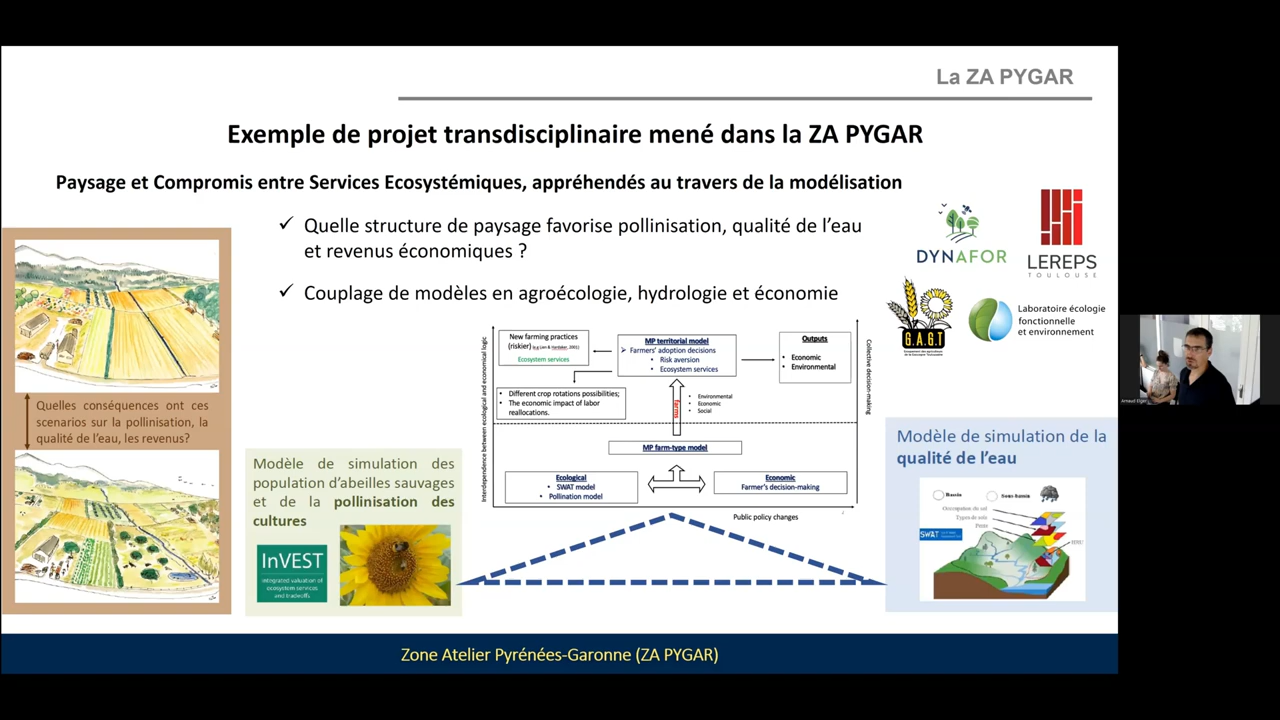 La ZA PYGAR
Exemple de projet transdisciplinaire mené dans la ZA PYGAR
Paysage et Compromis entre Services Ecosystémiques, appréhendés au travers de la modélisation
✓ Quelle structure de paysage favorise pollinisation, qualité de l’eau
et revenus économiques ?
✓ Couplage de modèles en agroécologie, hydrologie et économie
DYNAFOR
LEREPS
TOULOUSE
G.A.G.T
Laboratoire écologie
fonctionnelle
et environnement
Quelles conséquences ont ces
scenarios sur la pollinisation, la
qualité de l’eau, les revenus?
Modèle de simulation des
population d’abeilles sauvages
et de la pollinisation des
cultures
InVEST
integrated valuation of
ecosystem services
and tradeoffs
Interdependence between ecological and economical logic
New farming practices
(riskier)
Ecosystem services
MP territorial model
➢ Farmers’ adoption decisions
• Risk aversion
• Ecosystem services
Outputs
• Economic
• Environmental
Collective decision-making
• Different crop rotations possibilities;
• The economic impact of labor
reallocations.
farms
• Environmental
• Economic
• Social
MP farm-type model
Ecological
• SWAT model
• Pollination model
Economic
Farmer’s decision-making
Public policy changes
Modèle de simulation de la
qualité de l’eau
Bassin
Sous-bassin
Occupation du sol
Types de sols
Pente
HRU
SWAT
Zone Atelier Pyrénées-Garonne (ZA PYGAR)